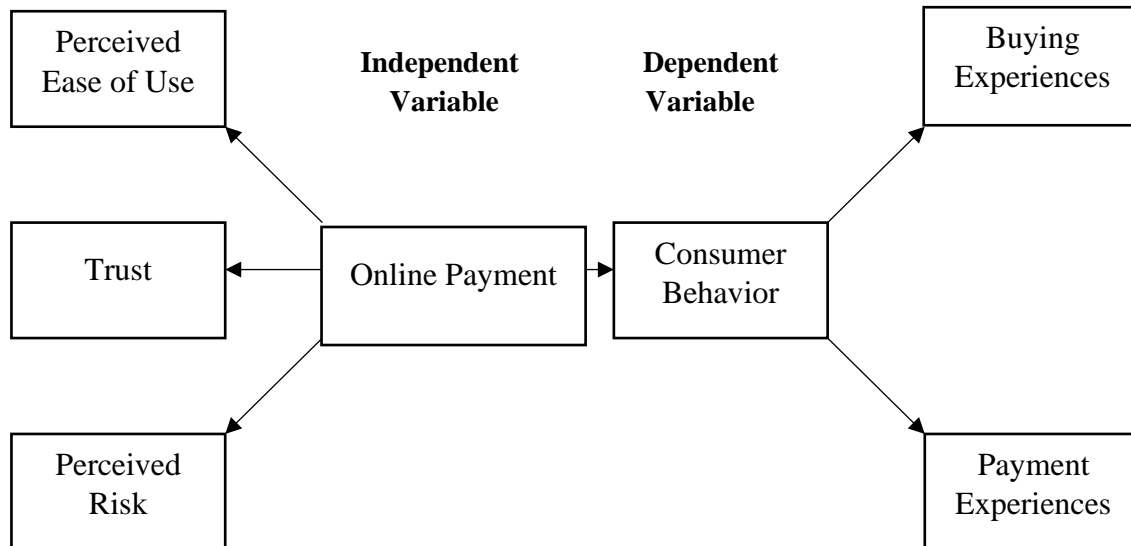 Perceived
Ease of Use
Independent
Variable
Dependent
Variable
Buying
Experiences
Trust
Online Payment
Consumer
Behavior
Perceived
Risk
Payment
Experiences